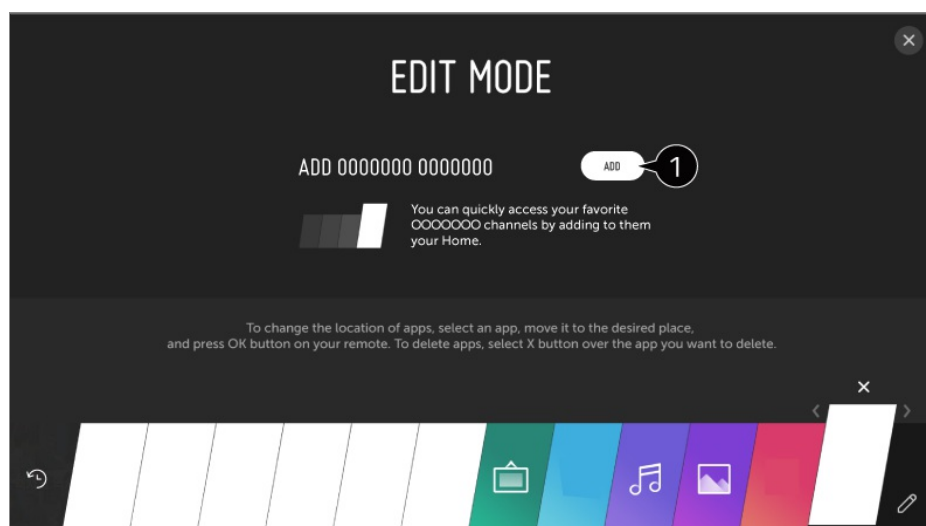 EDIT MODE
ADD OOOOOOO OOOOOOO
ADD
1
You can quickly access your favorite
OOOOOOO channels by adding to them
your Home.
To change the location of apps, select an app, move it to the desired place,
and press OK button on your remote. To delete apps, select X button over the app you want to delete.